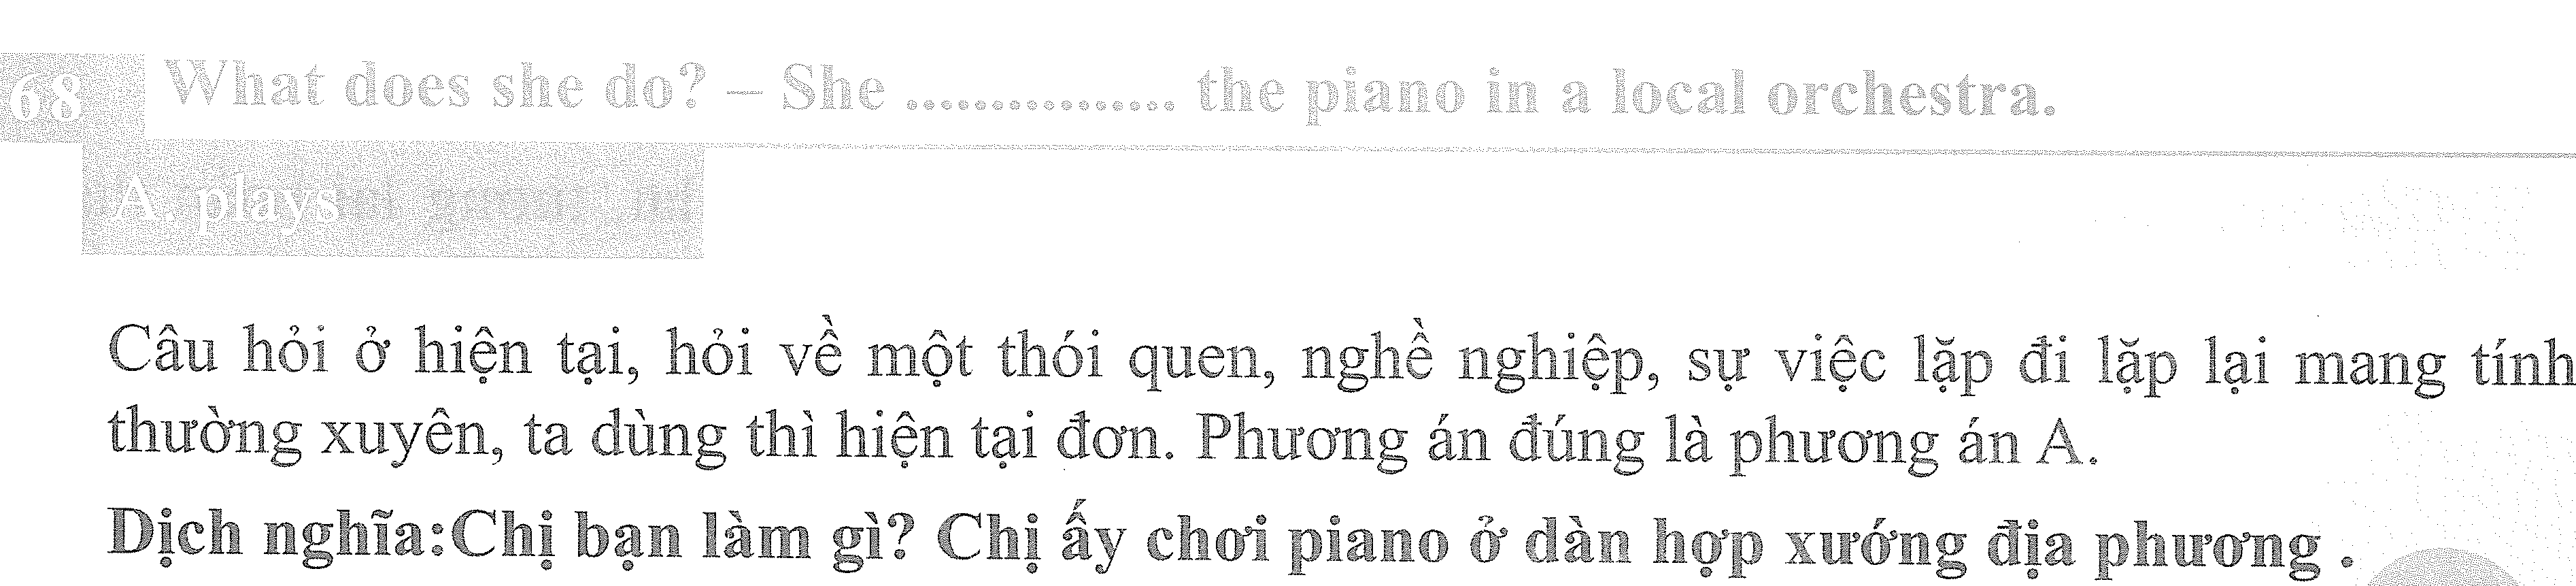 68 What does she do? – She ................ the piano in a local orchestra.
A. plays
Câu hỏi ở hiện tại, hỏi về một thói quen, nghề nghiệp, sự việc lặp đi lặp lại mang tính
thường xuyên, ta dùng thì hiện tại đơn. Phương án đúng là phương án A.
Dịch nghĩa:Chị bạn làm gì? Chị ấy chơi piano ở dàn hợp xướng địa phương .